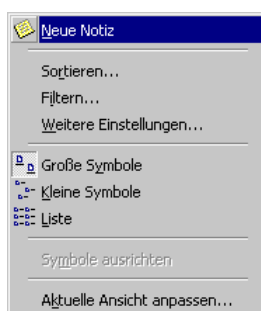 Neue Notiz
Sortieren...
Filtern...
Weitere Einstellungen...
Große Symbole
Kleine Symbole
Liste
Symbole ausrichten
Aktuelle Ansicht anpassen...